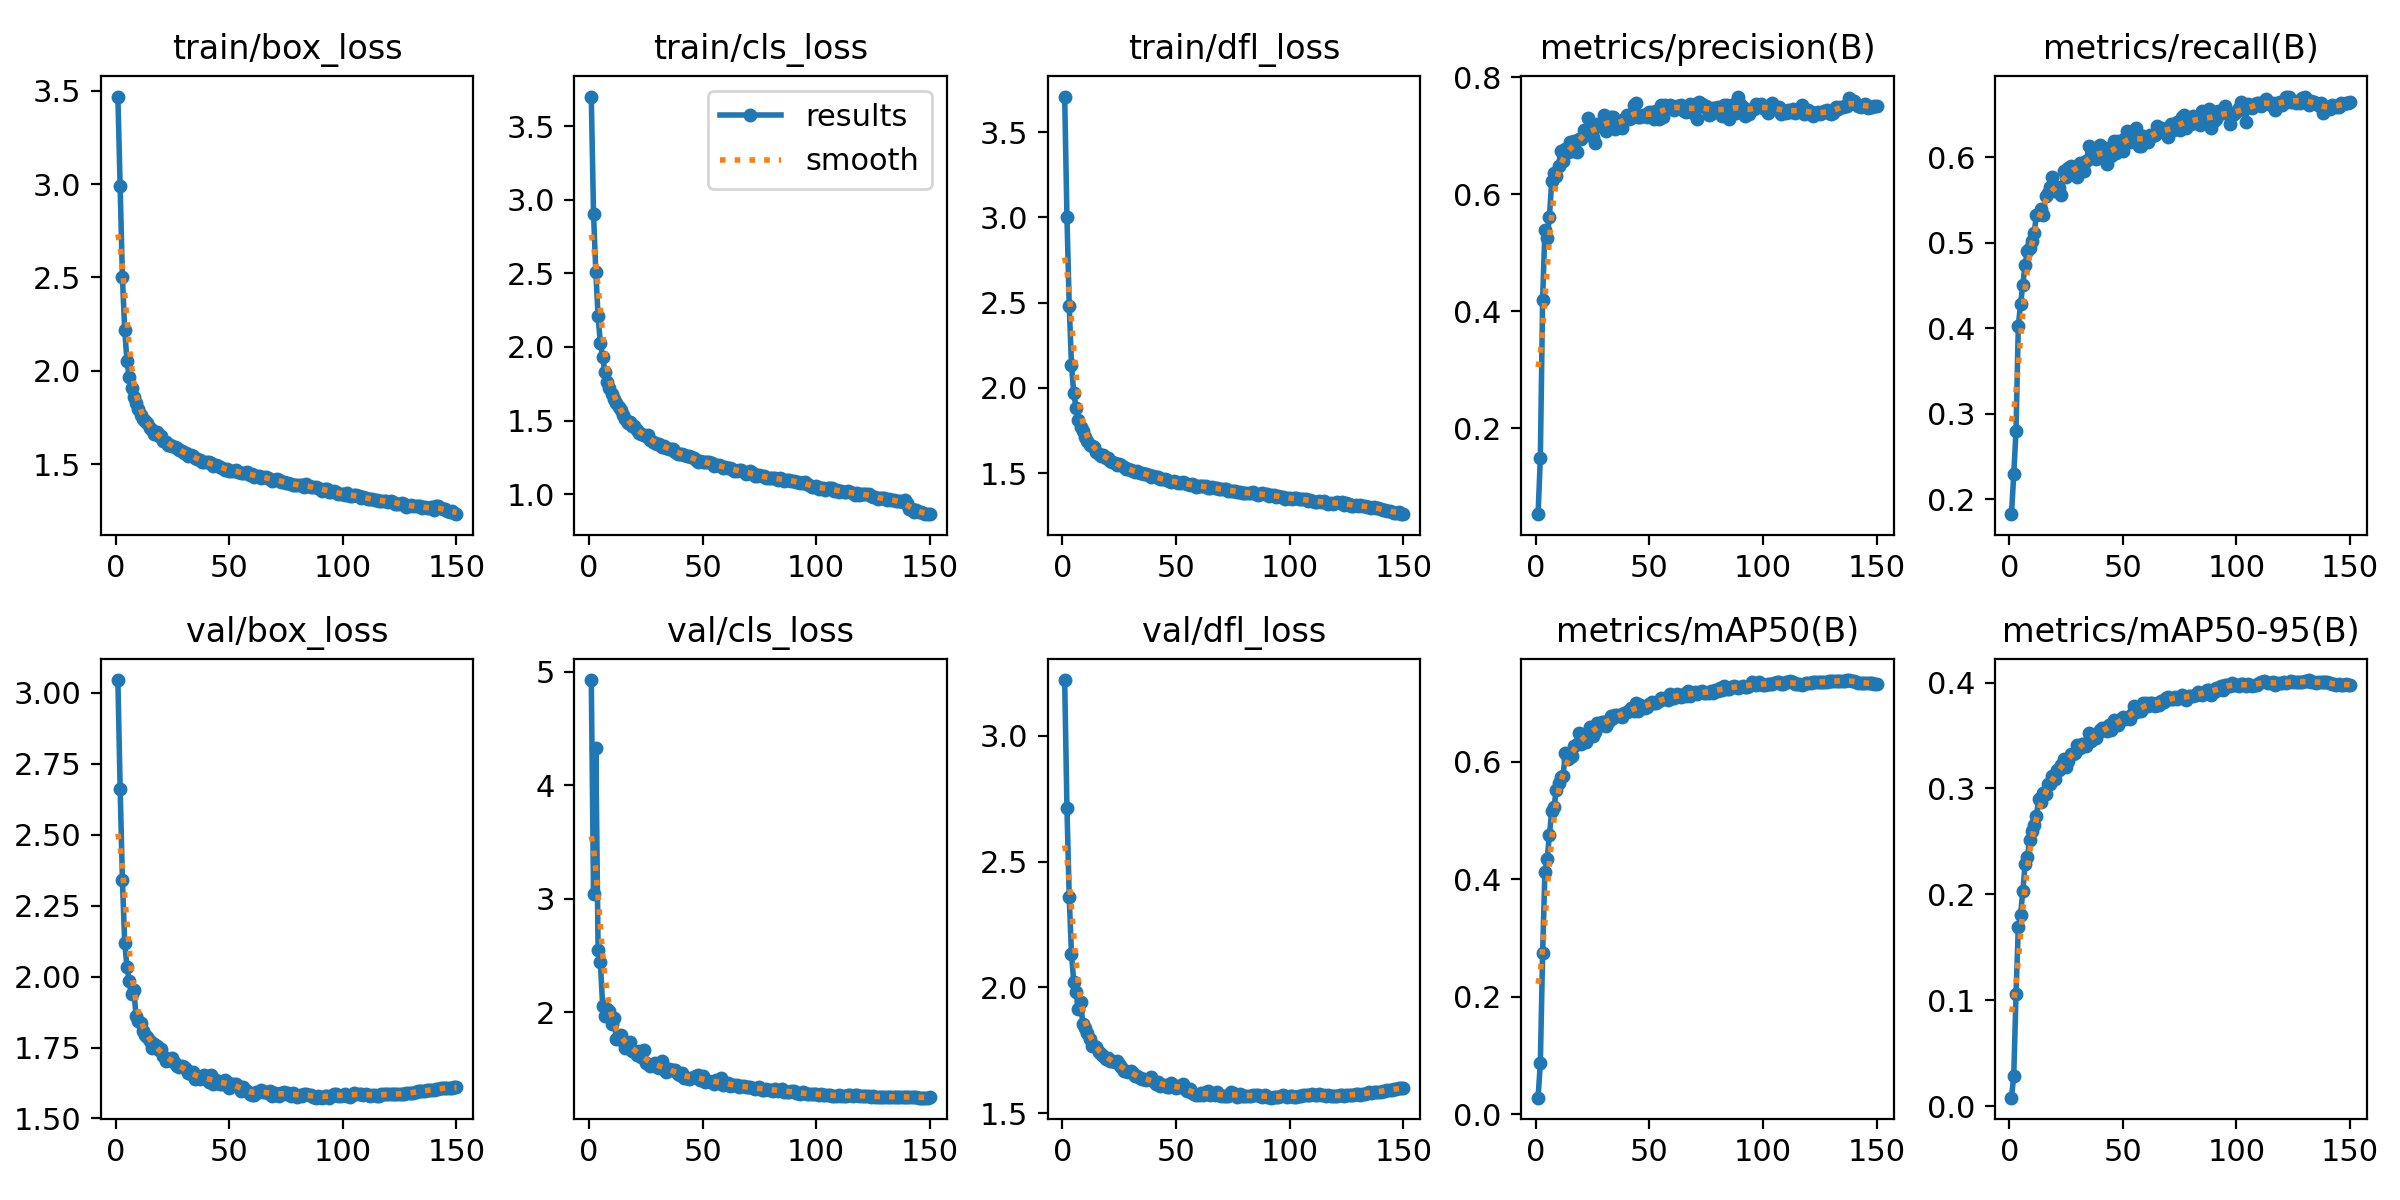 train/box_loss
3.5
3.0
2.5
2.0
1.5
0 50 100 150
train/cls_loss
results
smooth
3.5
3.0
2.5
2.0
1.5
1.0
0 50 100 150
train/dfl_loss
3.5
3.0
2.5
2.0
1.5
0 50 100 150
metrics/precision(B)
0.8
0.6
0.4
0.2
0 50 100 150
metrics/recall(B)
0.6
0.5
0.4
0.3
0.2
0 50 100 150
val/box_loss
3.00
2.75
2.50
2.25
2.00
1.75
1.50
0 50 100 150
val/cls_loss
5
4
3
2
0 50 100 150
val/dfl_loss
3.0
2.5
2.0
1.5
0 50 100 150
metrics/mAP50(B)
0.6
0.4
0.2
0.0
0 50 100 150
metrics/mAP50-95(B)
0.4
0.3
0.2
0.1
0.0
0 50 100 150